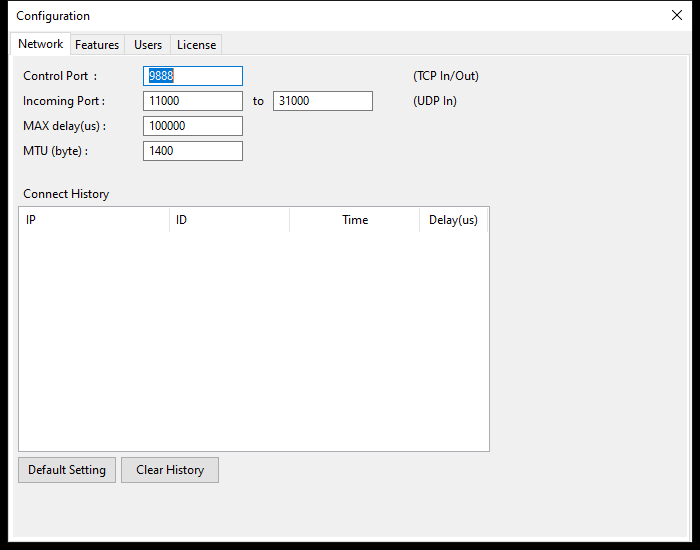 Configuration
Network Features Users License
Control Port : 9888 (TCP In/Out)
Incoming Port : 11000 to 31000 (UDP In)
MAX delay(us) : 100000
MTU (byte) : 1400
Connect History
IP ID Time Delay(us)
Default Setting Clear History